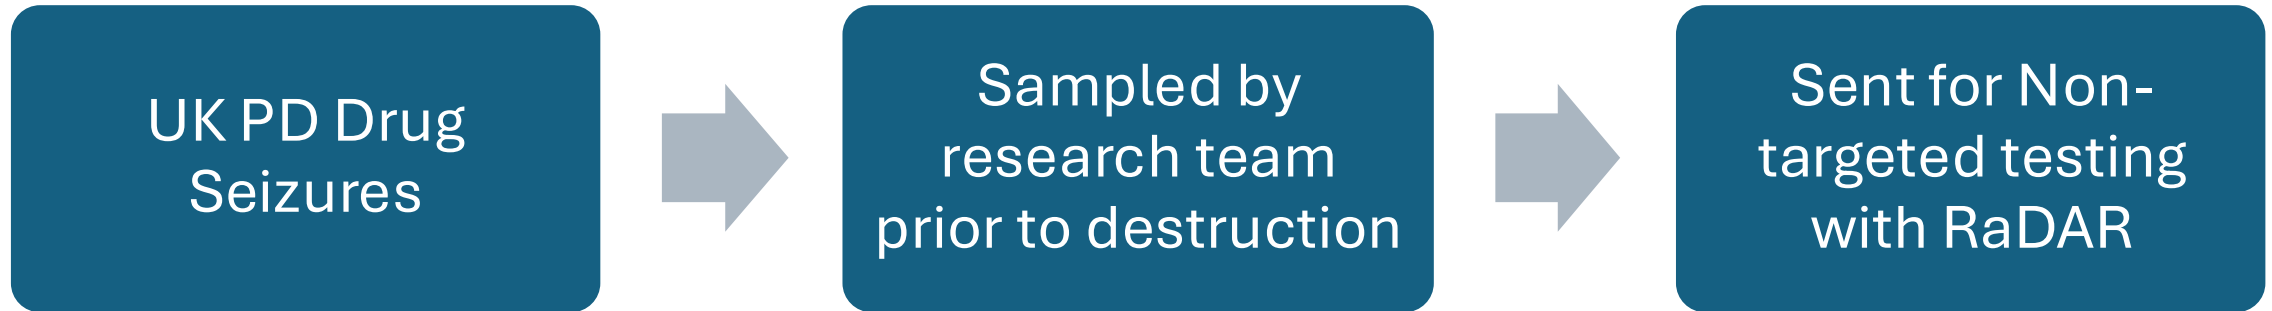 UK PD Drug
Seizures
Sampled by
research team
prior to destruction
Sent for Non-
targeted testing
with RaDAR